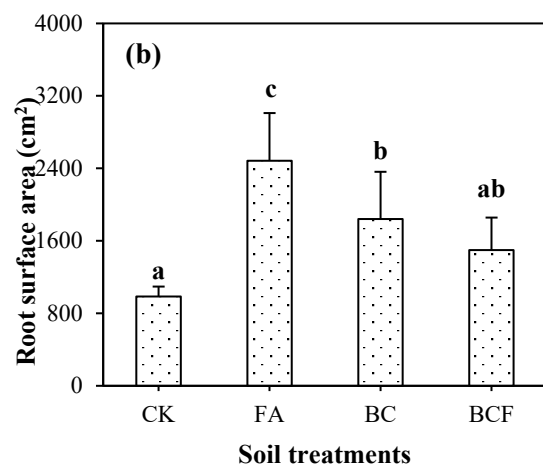 (b)
Root surface area (cm²)
4000
3200
2400
1600
800
0
a
c
b
ab
CK FA BC BCF
Soil treatments